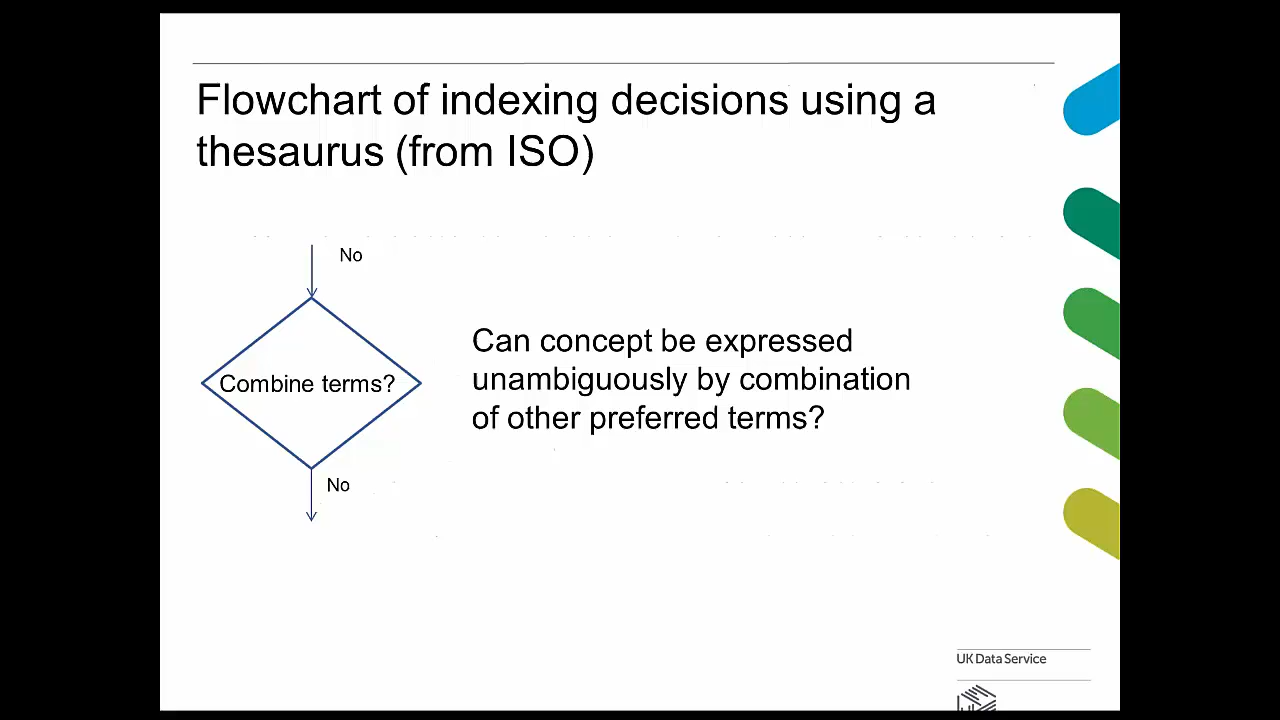 Flowchart of indexing decisions using a
thesaurus (from ISO)
No
Combine terms?
Can concept be expressed
unambiguously by combination
of other preferred terms?
No
UK Data Service